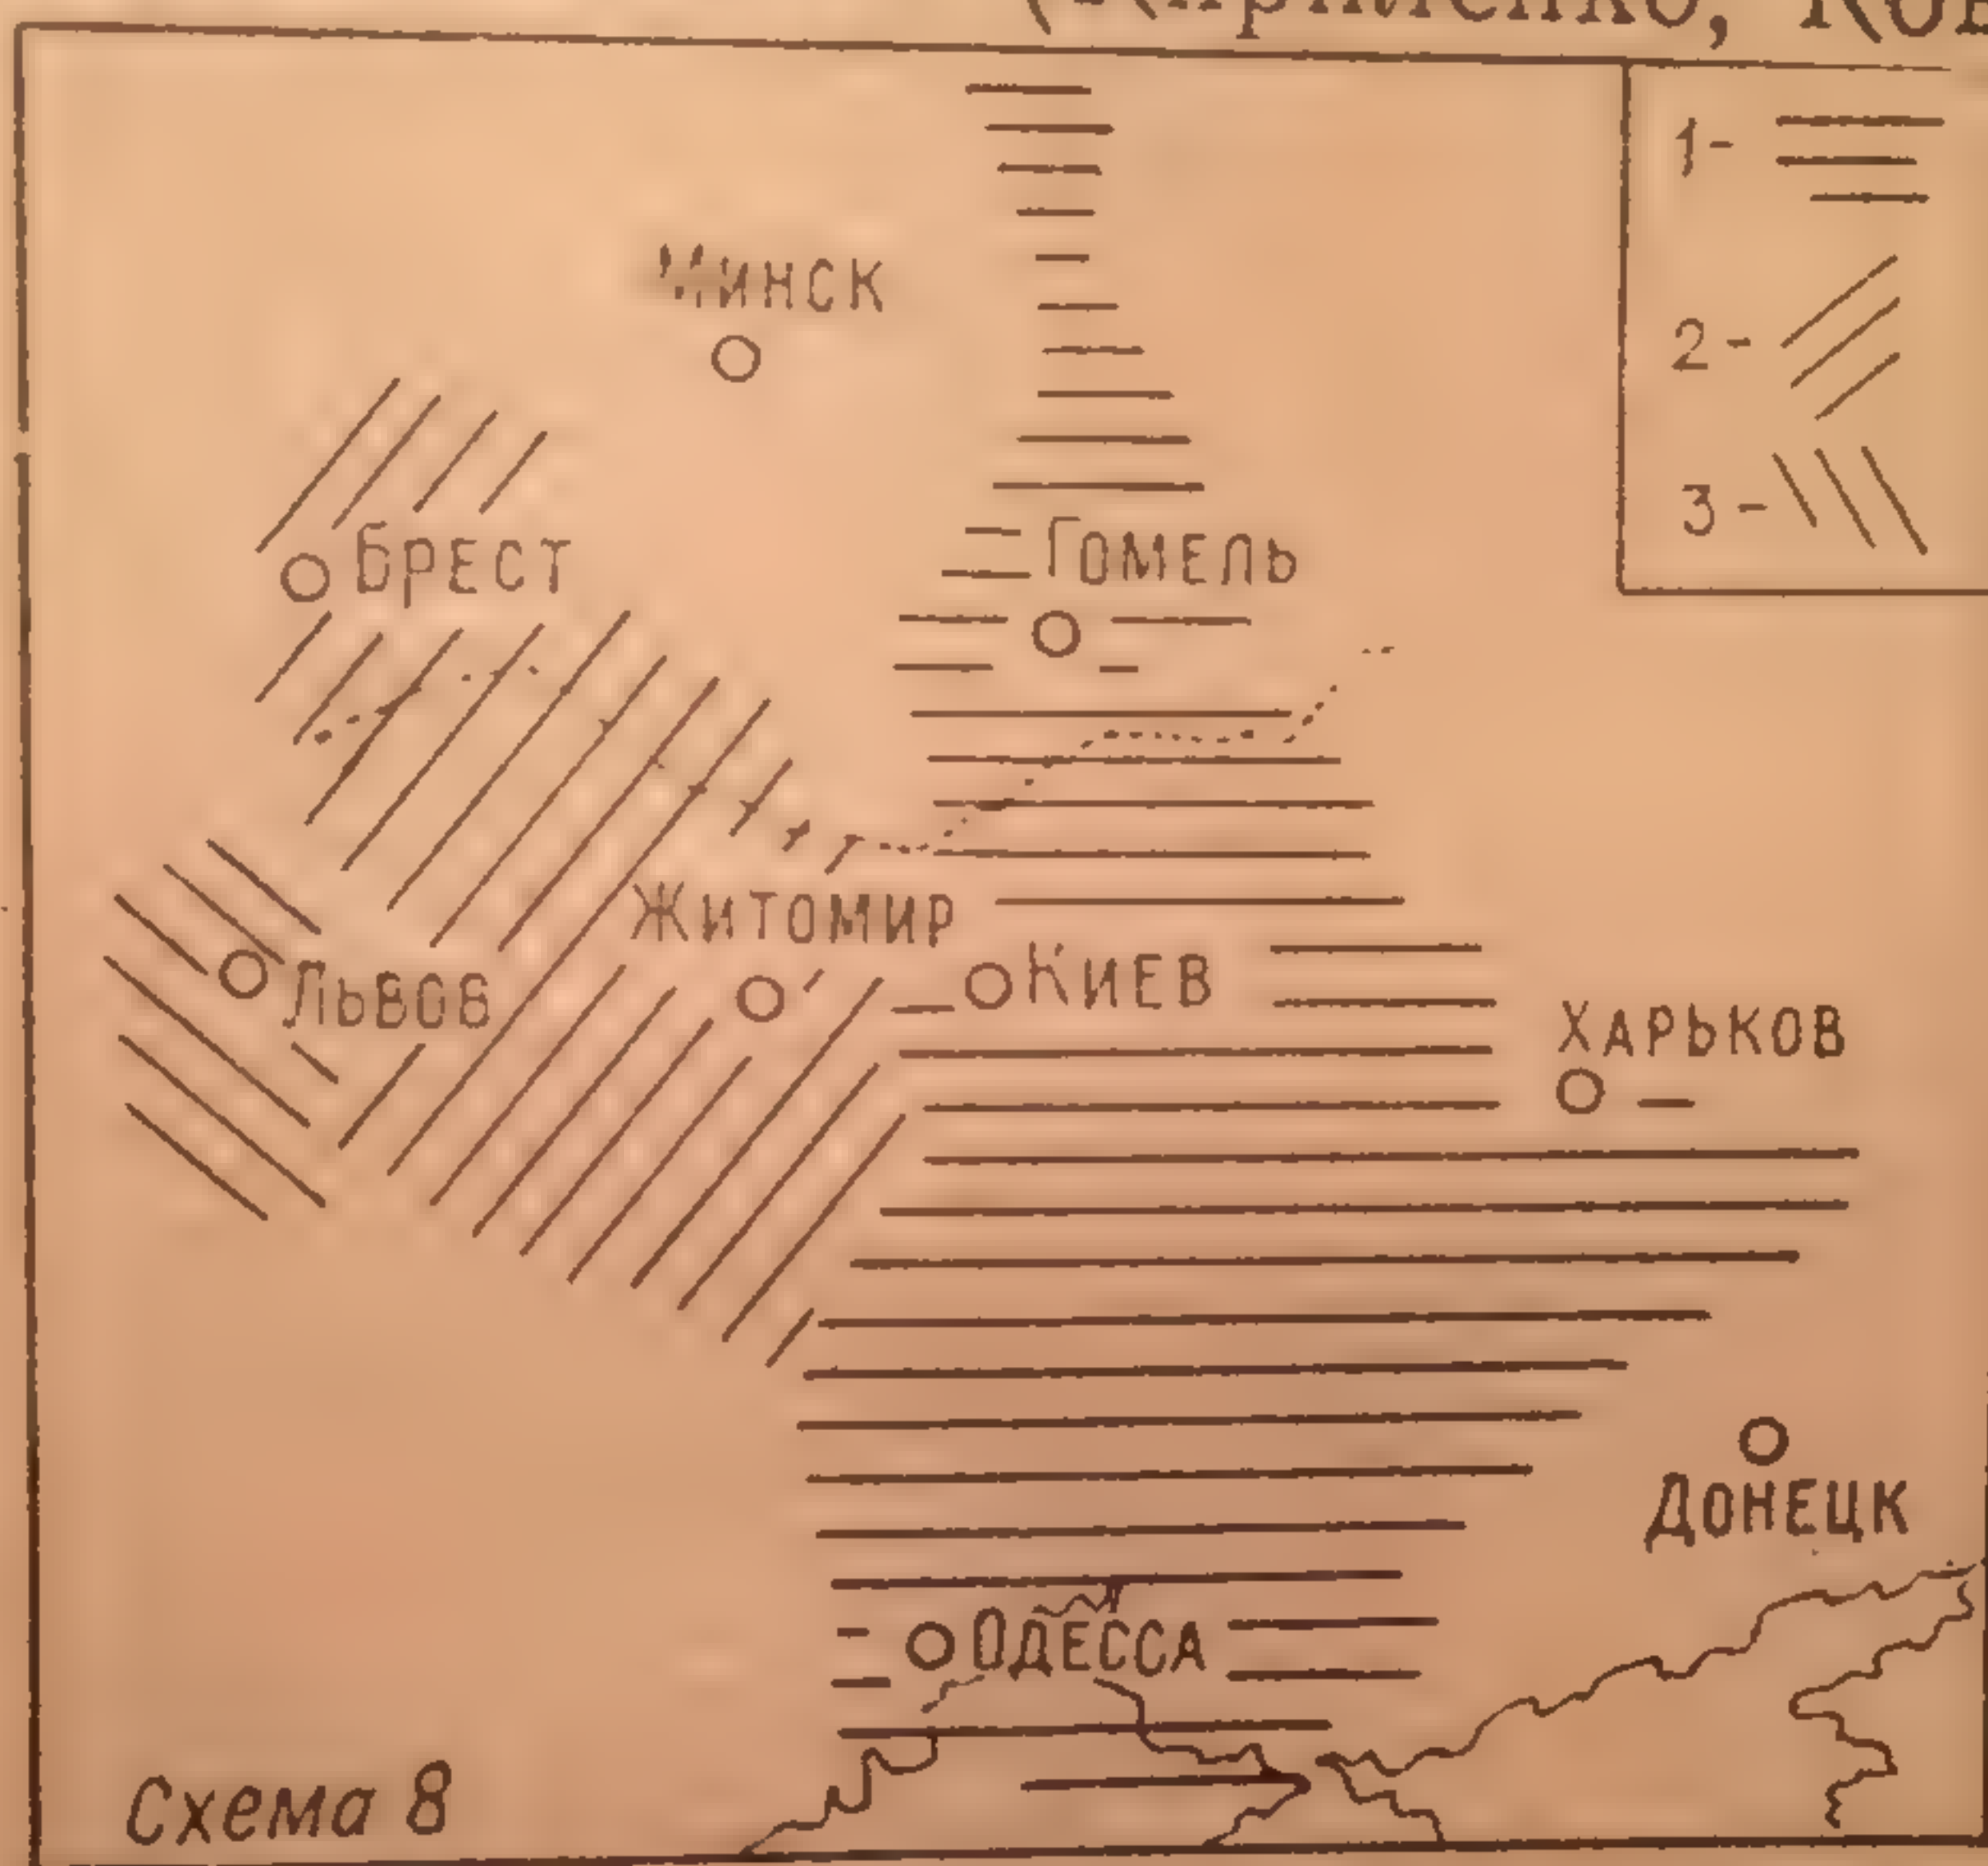 1-
2-
3-
Минск
Брест
Гомель
Житомир
Львов
Киев
Харьков
Донецк
Одесса
Схема 8